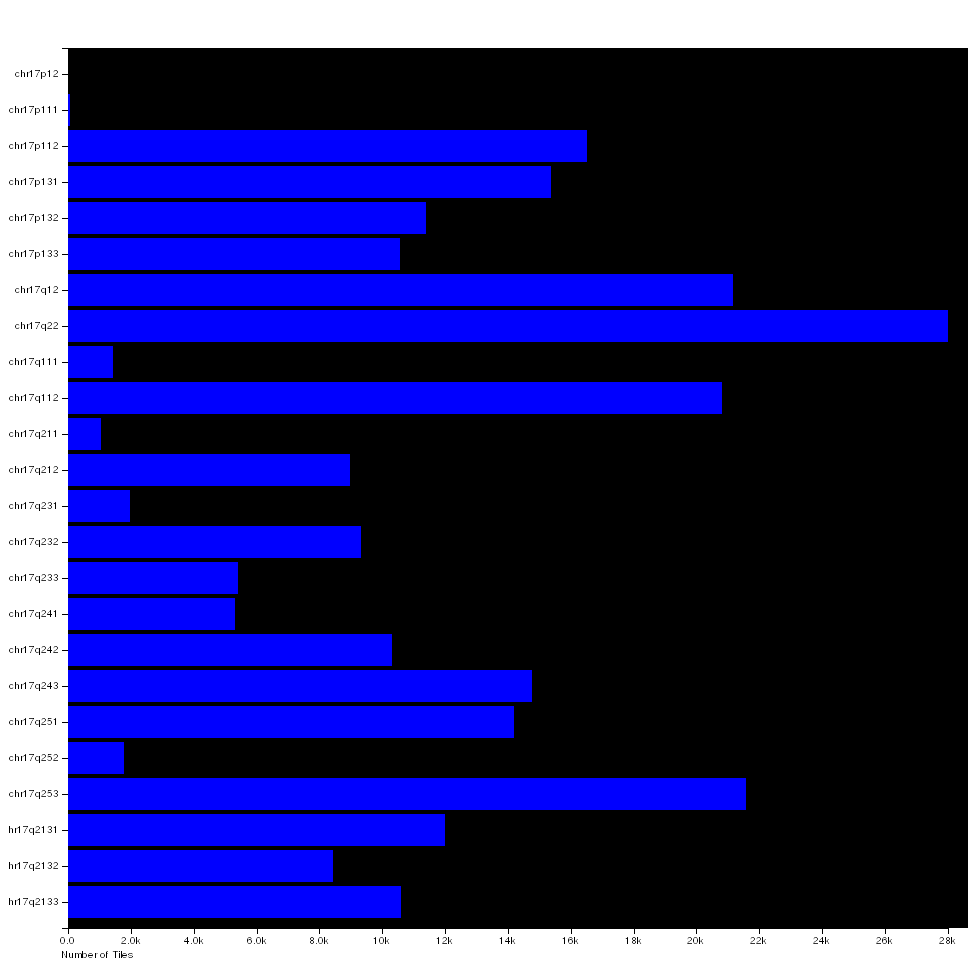 chr17p12
chr17p111
chr17p112
chr17p131
chr17p132
chr17p133
chr17q12
chr17q22
chr17q111
chr17q112
chr17q211
chr17q212
chr17q231
chr17q232
chr17q233
chr17q241
chr17q242
chr17q243
chr17q251
chr17q252
chr17q253
hr17q2131
hr17q2132
hr17q2133
0.0 2.0k 4.0k 6.0k 8.0k 10k 12k 14k 16k 18k 20k 22k 24k 26k 28k
Number of Tiles